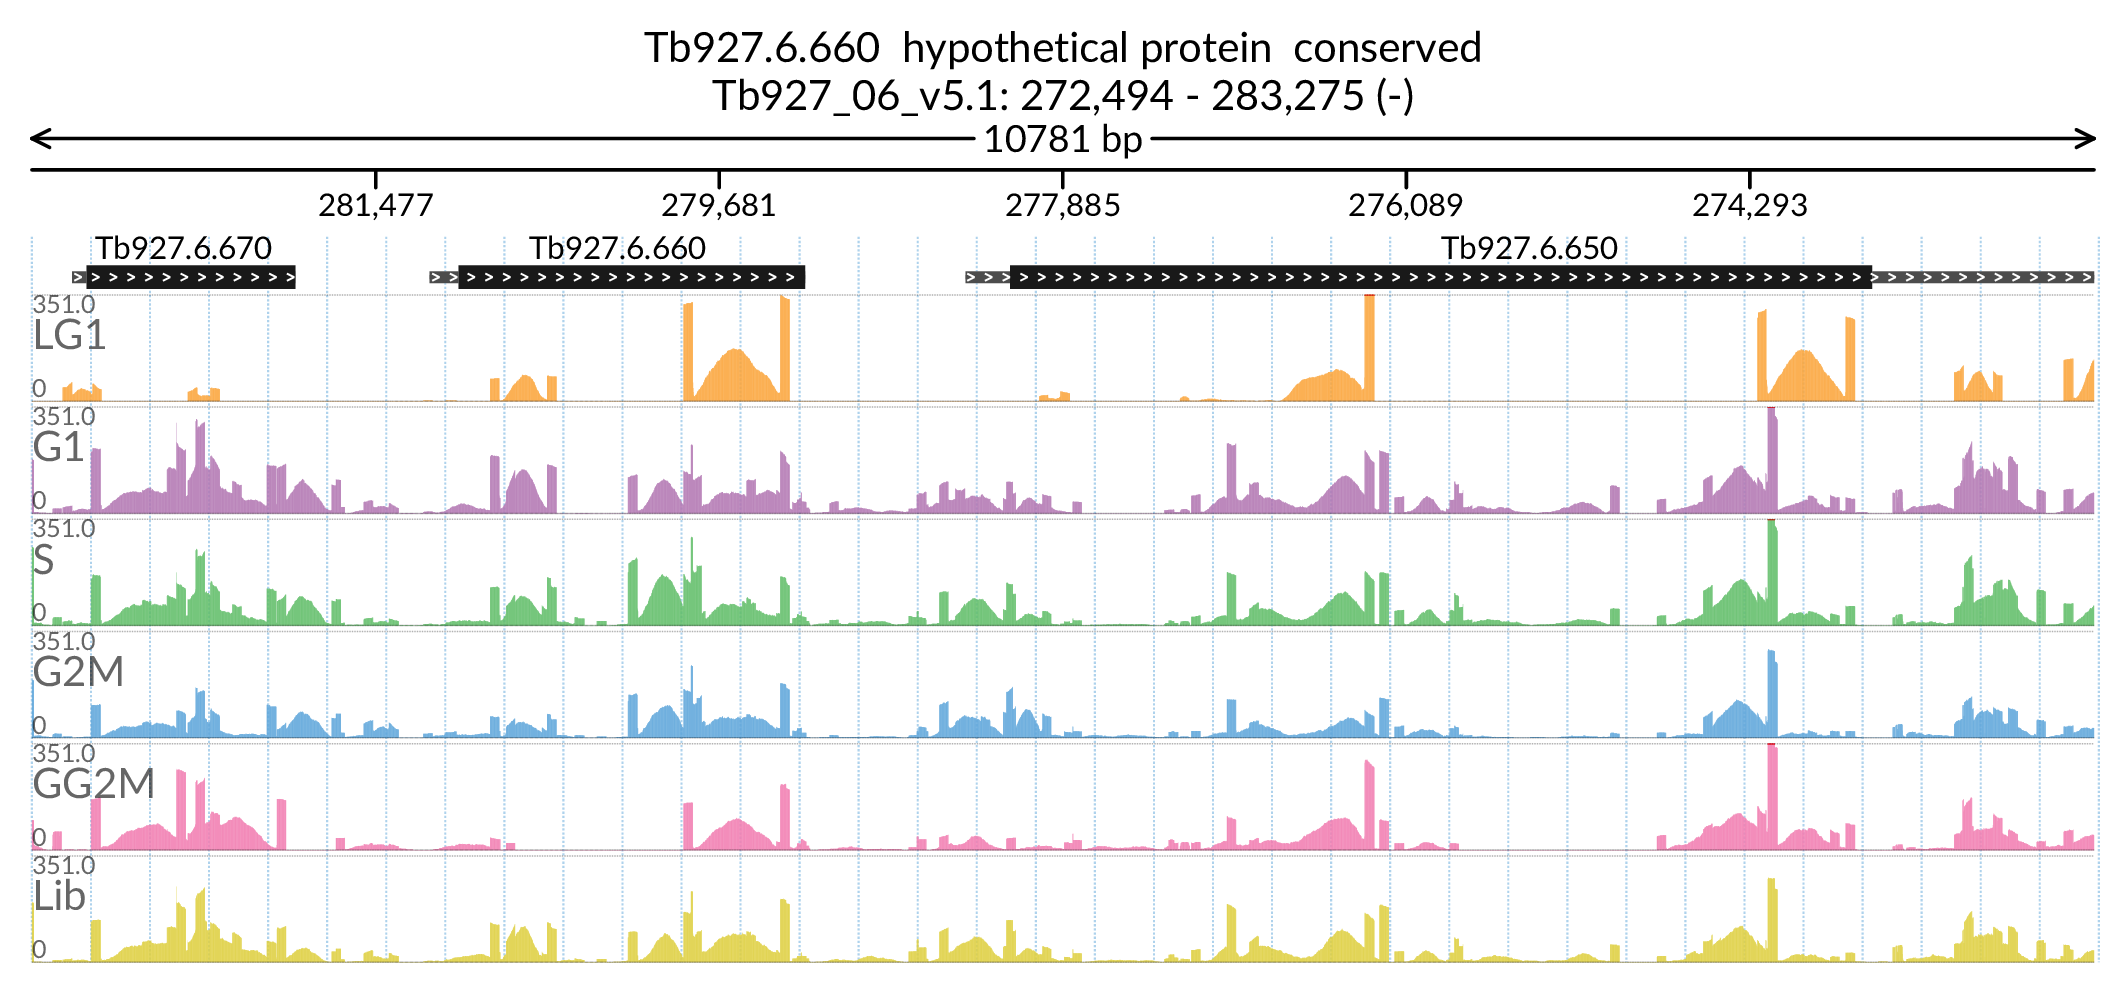 Tb927.6.660  hypothetical protein  conserved
Tb927_06_v5.1: 272,494 - 283,275 (-)
10781 bp
281,477 279,681 277,885 276,089 274,293
Tb927.6.670 Tb927.6.660 Tb927.6.650
351.0
LG1
0
351.0
G1
0
351.0
S
0
351.0
G2M
0
351.0
GG2M
0
351.0
Lib
0